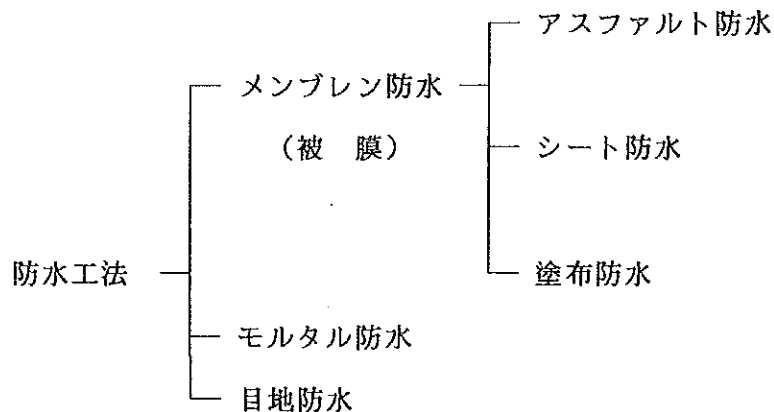 アスファルト防水
メンブレン防水
(被 膜)
シート防水
防水工法
塗布防水
モルタル防水
目地防水